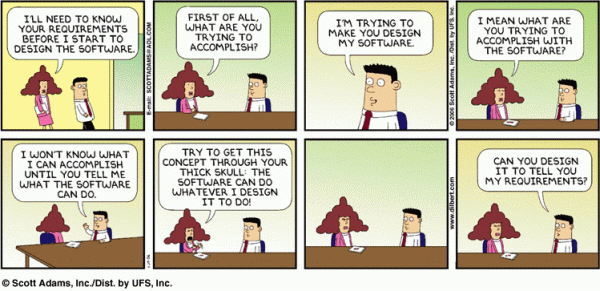 I'LL NEED TO KNOW
YOUR REQUIREMENTS
BEFORE I START TO
DESIGN THE SOFTWARE.
E-mail: SCOTTADAMS@AOL.COM
FIRST OF ALL,
WHAT ARE YOU
TRYING TO
ACCOMPLISH?
I'M TRYING TO
MAKE YOU DESIGN
MY SOFTWARE.
I MEAN WHAT ARE
YOU TRYING TO
ACCOMPLISH WITH
THE SOFTWARE?
© 2006 Scott Adams, Inc./Dist. by UFS, Inc.
I WON'T KNOW WHAT
I CAN ACCOMPLISH
UNTIL YOU TELL ME
WHAT THE SOFTWARE
CAN DO.
TRY TO GET THIS
CONCEPT THROUGH YOUR
THICK SKULL: THE
SOFTWARE CAN DO
WHATEVER I DESIGN
IT TO DO!
www.dilbert.com
CAN YOU DESIGN
IT TO TELL YOU
MY REQUIREMENTS?
© Scott Adams, Inc./Dist. by UFS, Inc.